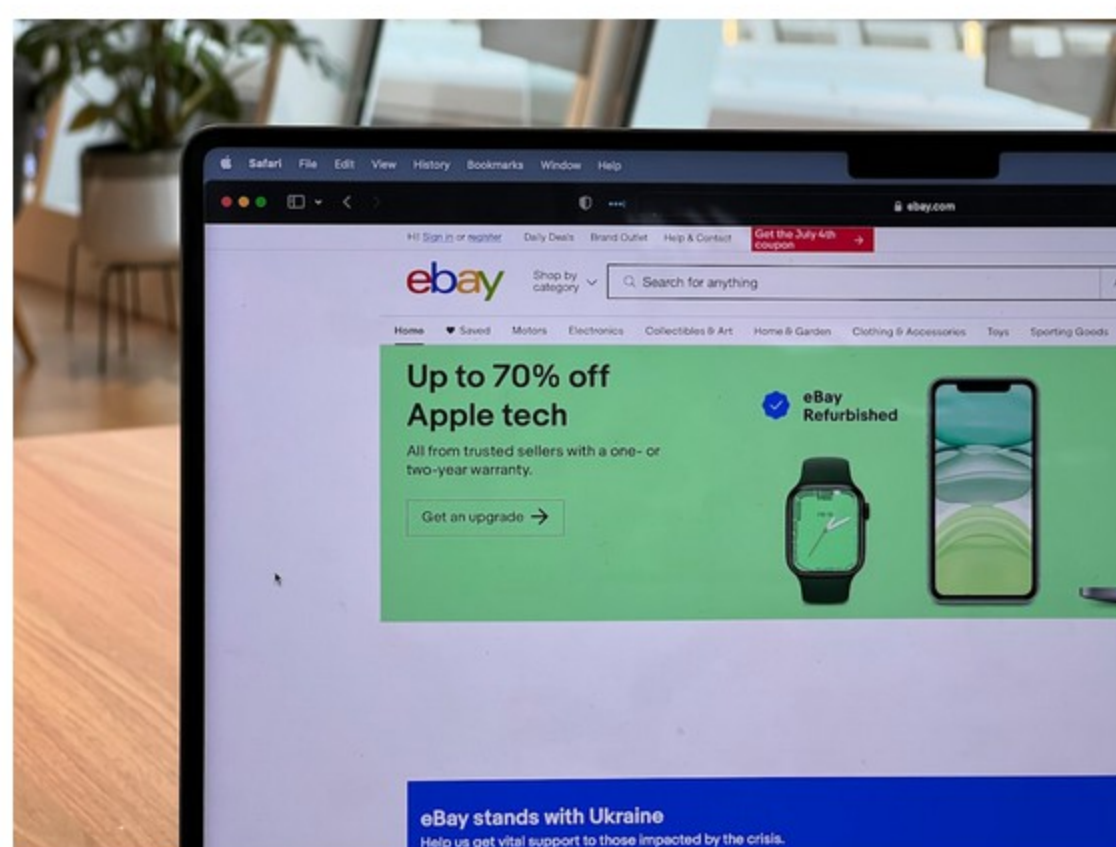 Safari File Edit View History Bookmarks Window Help
ebay.com
Hi! Sign in or register Daily Deals Brand Outlet Help & Contact Get the July 4th
coupon
ebay
Shop by
category
Search for anything
Home Saved Motors Electronics Collectibles & Art Home & Garden Clothing & Accessories Toys Sporting Goods
Up to 70% off
Apple tech
All from trusted sellers with a one- or
two-year warranty.
Get an upgrade
eBay
Refurbished
eBay stands with Ukraine
Help us get vital support to those impacted by the crisis.